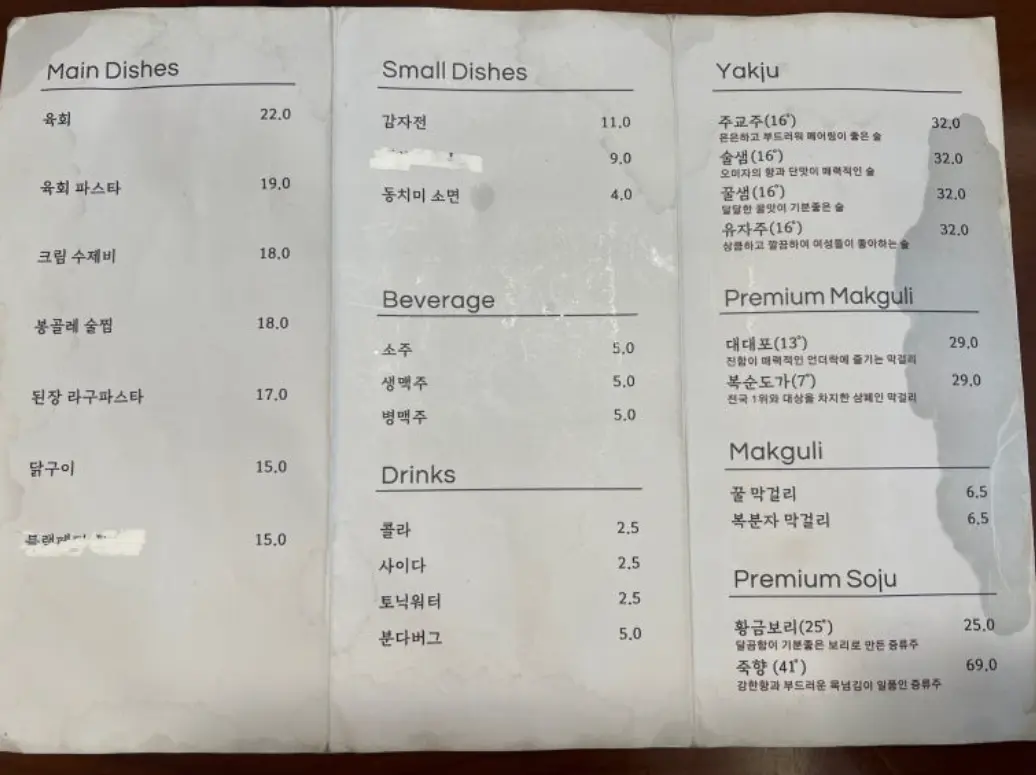 Main Dishes
육회 22.0
육회 파스타 19.0
크림 수제비 18.0
봉골레 술찜 18.0
된장 라구파스타 17.0
닭구이 15.0
15.0
Small Dishes
감자전 11.0
9.0
동치미 소면 4.0
Beverage
소주 5.0
생맥주 5.0
병맥주 5.0
Drinks
콜라 2.5
사이다 2.5
토닉워터 2.5
분다버그 5.0
Yakju
주교주(16°) 32.0
은은하고 부드러워 페어링이 좋은 술
술샘(16°) 32.0
오미자의 향과 단맛이 매력적인 술
꿀샘(16°) 32.0
달달한 꿀맛이 기분좋은 술
유자주(16°) 32.0
상큼하고 깔끔하여 여성들이 좋아하는 술
Premium Makguli
대대포(13°) 29.0
진함이 매력적인 언더락에 즐기는 막걸리
복순도가(7°) 29.0
전국 1위와 대상을 차지한 샴페인 막걸리
Makguli
꿀 막걸리 6.5
복분자 막걸리 6.5
Premium Soju
황금보리(25°) 25.0
달콤함이 기분좋은 보리로 만든 증류주
죽향 (41°) 69.0
강한향과 부드러운 목넘김이 일품인 증류주